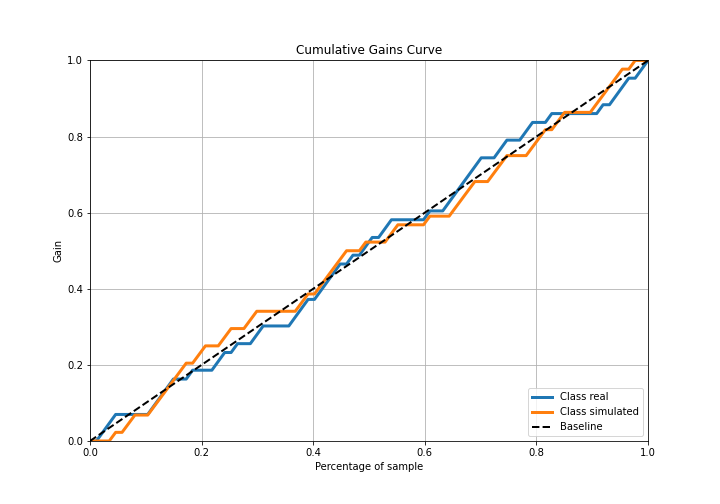 Cumulative Gains Curve
1.0
0.8
0.6
0.4
0.2
0.0
Gain
0.0 0.2 0.4 0.6 0.8 1.0
Percentage of sample
Class real
Class simulated
Baseline